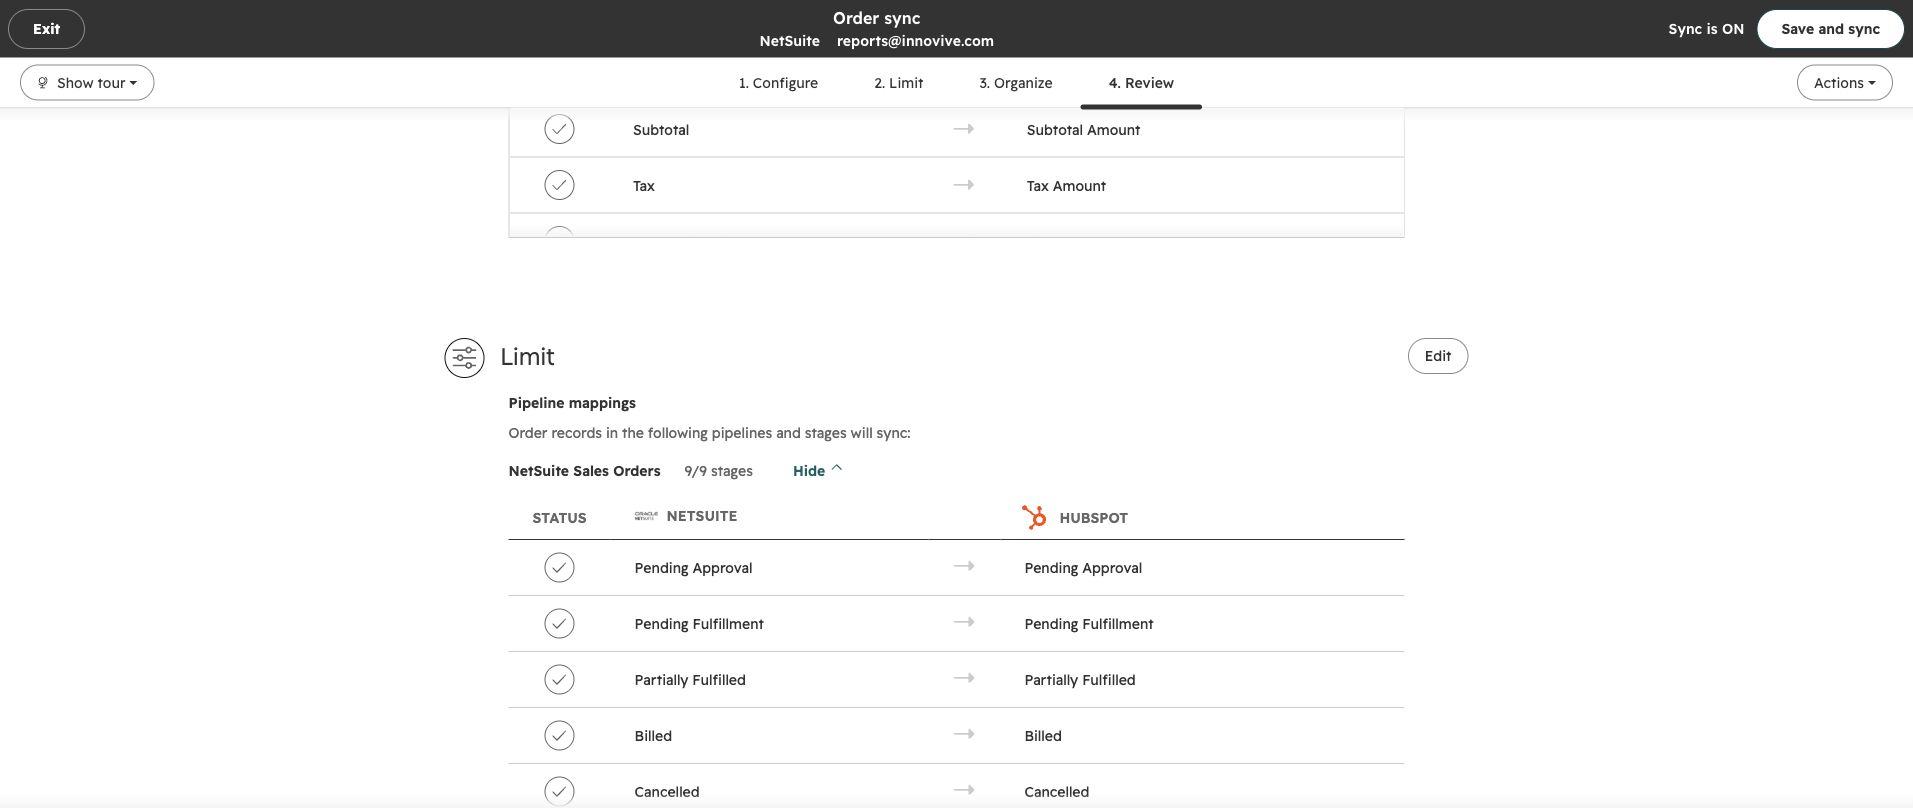 Exit
Order sync
NetSuite reports@innovive.com
Sync is ON
Save and sync
Show tour
1. Configure
2. Limit
3. Organize
4. Review
Actions
Subtotal Subtotal Amount
Tax Tax Amount
Limit
Edit
Pipeline mappings
Order records in the following pipelines and stages will sync:
NetSuite Sales Orders 9/9 stages Hide
STATUS ORACLE NETSUITE NETSUITE HUBSPOT
Pending Approval Pending Approval
Pending Fulfillment Pending Fulfillment
Partially Fulfilled Partially Fulfilled
Billed Billed
Cancelled Cancelled